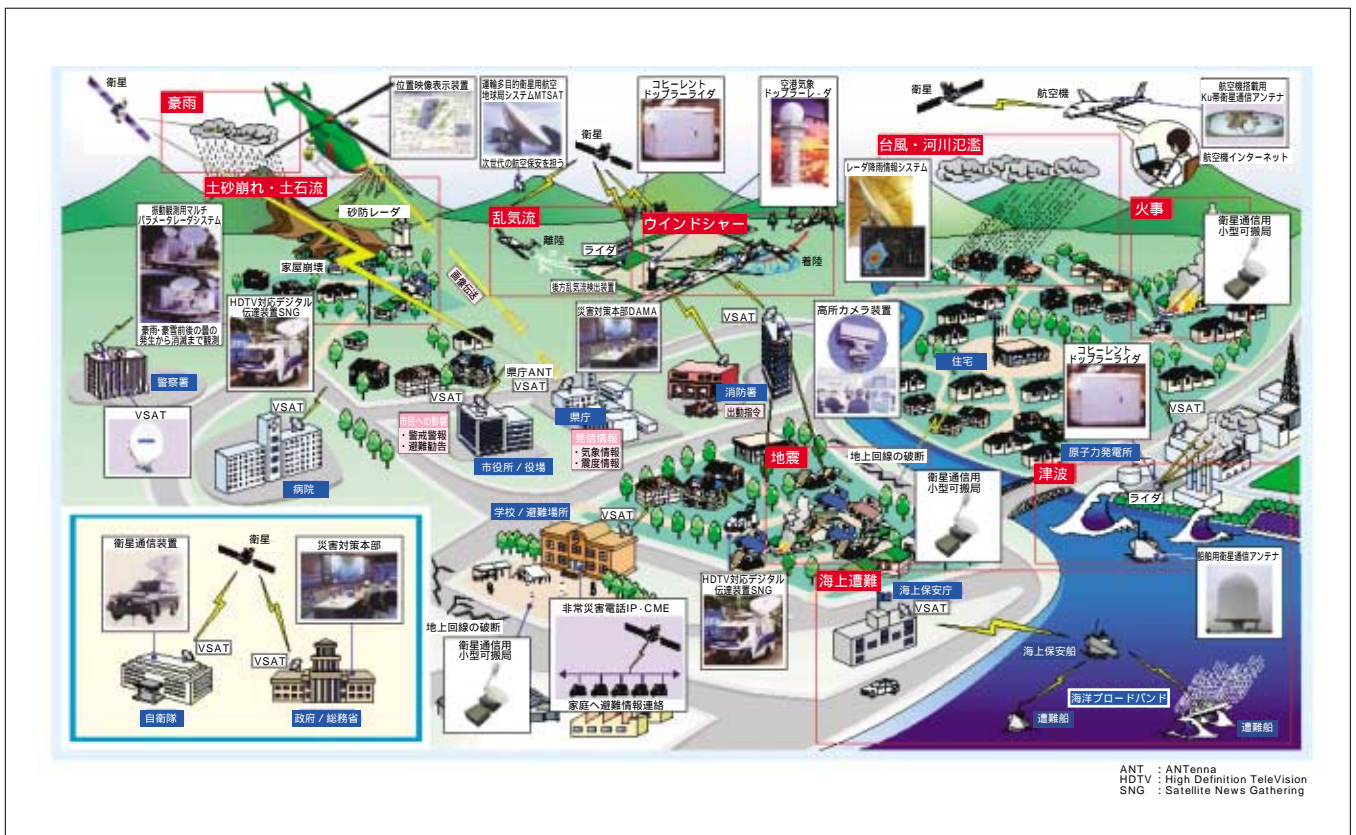 衛星
豪雨
位置映像表示装置
運輸多目的衛星用航空
地球局システムMTSAT
次世代の航空保安を担う
衛星
コヒーレント
ドップラーライダ
空港気象
ドップラーレーダ
衛星
航空機
航空機搭載用
Ku帯衛星通信アンテナ
航空機インターネット
台風・河川氾濫
レーダ降雨情報システム
土砂崩れ・土石流
砂防レーダ
振動観測用マルチ
パラメータレーダシステム
豪雨・豪雪前後の曇の
発生から消滅まで観測
家屋崩壊
画像伝送
乱気流
離陸
ウインドシャー
ライダ
着陸
後方乱気流検出装置
火事
衛星通信用
小型可搬局
HDTV対応デジタル
伝達装置SNG
災害対策本部DAMA
VSAT
高所カメラ装置
住宅
コヒーレント
ドップラーライダ
警察署
VSAT
VSAT
病院
県庁ANT
VSAT
VSAT
市民への影響
・警戒警報
・避難勧告
市役所/役場
県庁
発信情報
・気象情報
・震度情報
消防署
出動指令
VSAT
原子力発電所
地震
地上回線の破断
衛星通信用
小型可搬局
津波
ライダ
船舶用衛星通信アンテナ
学校/避難場所
VSAT
衛星通信装置
衛星
災害対策本部
VSAT
VSAT
自衛隊
政府/総務省
地上回線の破断
衛星通信用
小型可搬局
非常災害電話IP・CME
家庭へ避難情報連絡
HDTV対応デジタル
伝達装置SNG
海上遭難
海上保安庁
VSAT
海上保安船
海洋ブロードバンド
遭難船
遭難船
ANT : ANTenna
HDTV : High Definition TeleVision
SNG : Satellite News Gathering